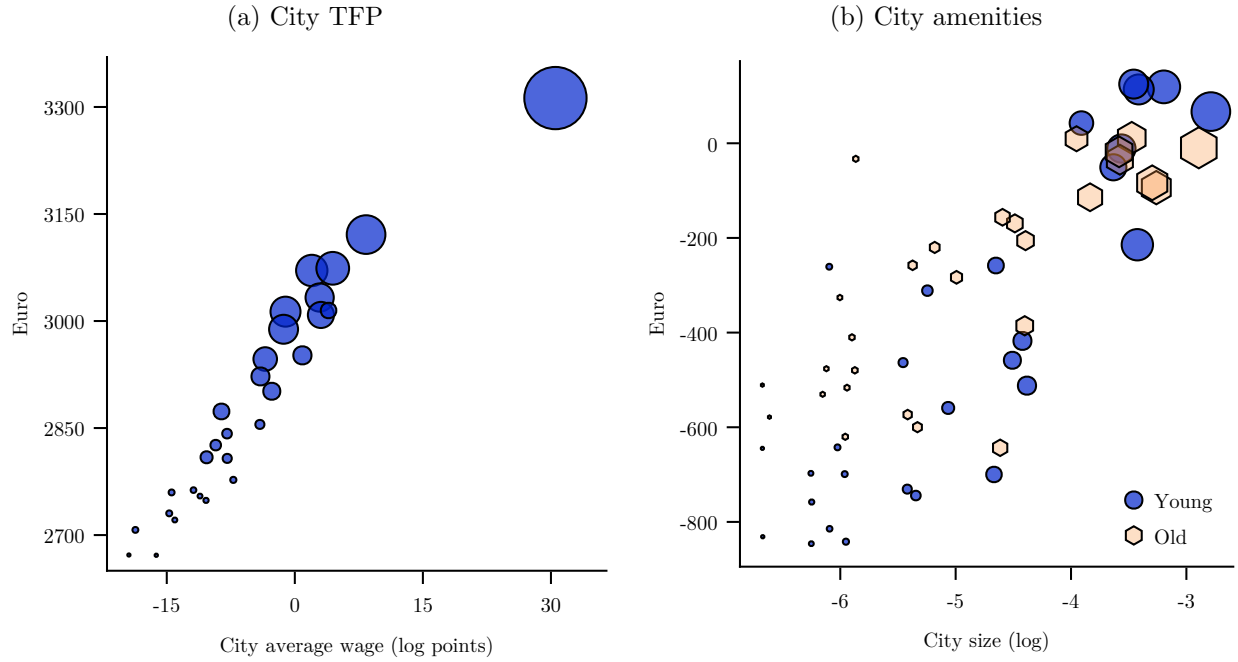 (a) City TFP
3300
3150
3000
2850
2700
Euro
-15 0 15 30
City average wage (log points)
(b) City amenities
0
-200
-400
-600
-800
Euro
Young
Old
-6 -5 -4 -3
City size (log)